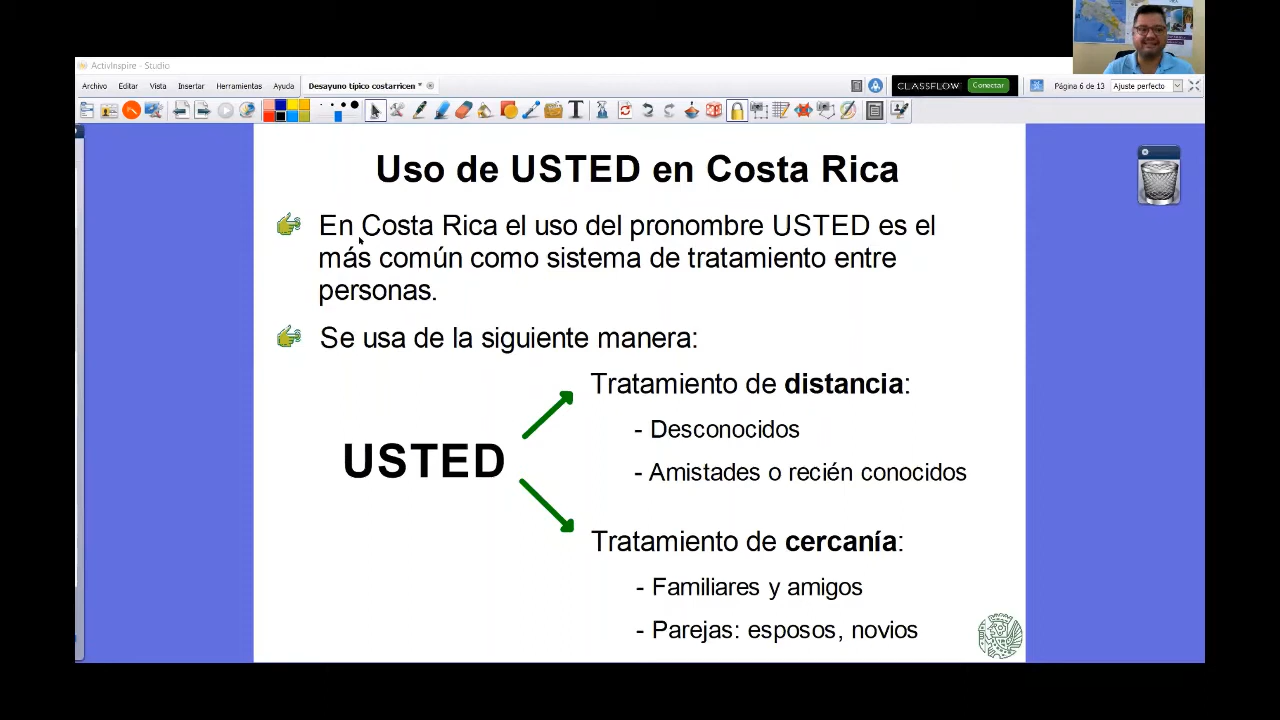 ActivInspire - Studio
Archivo Editar Vista Insertar Herramientas Ayuda Desayuno típico costarricen * CLASSFLOW Conectar Página 6 de 13 Ajuste perfecto
T
Uso de USTED en Costa Rica
En Costa Rica el uso del pronombre USTED es el
más común como sistema de tratamiento entre
personas.
Se usa de la siguiente manera:
USTED
Tratamiento de distancia:
- Desconocidos
- Amistades o recién conocidos
Tratamiento de cercanía:
- Familiares y amigos
- Parejas: esposos, novios